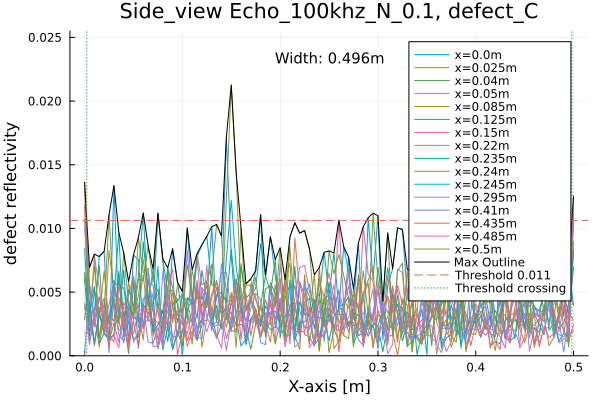 Side_view Echo_100khz_N_0.1, defect_C
0.025
Width: 0.496m
x=0.0m
x=0.025m
x=0.04m
x=0.05m
x=0.085m
x=0.125m
x=0.15m
x=0.22m
x=0.235m
x=0.24m
x=0.245m
x=0.295m
x=0.41m
x=0.435m
x=0.485m
x=0.5m
Max Outline
Threshold 0.011
Threshold crossing
0.020
0.015
0.010
0.005
0.000
defect reflectivity
0.0 0.1 0.2 0.3 0.4 0.5
X-axis [m]